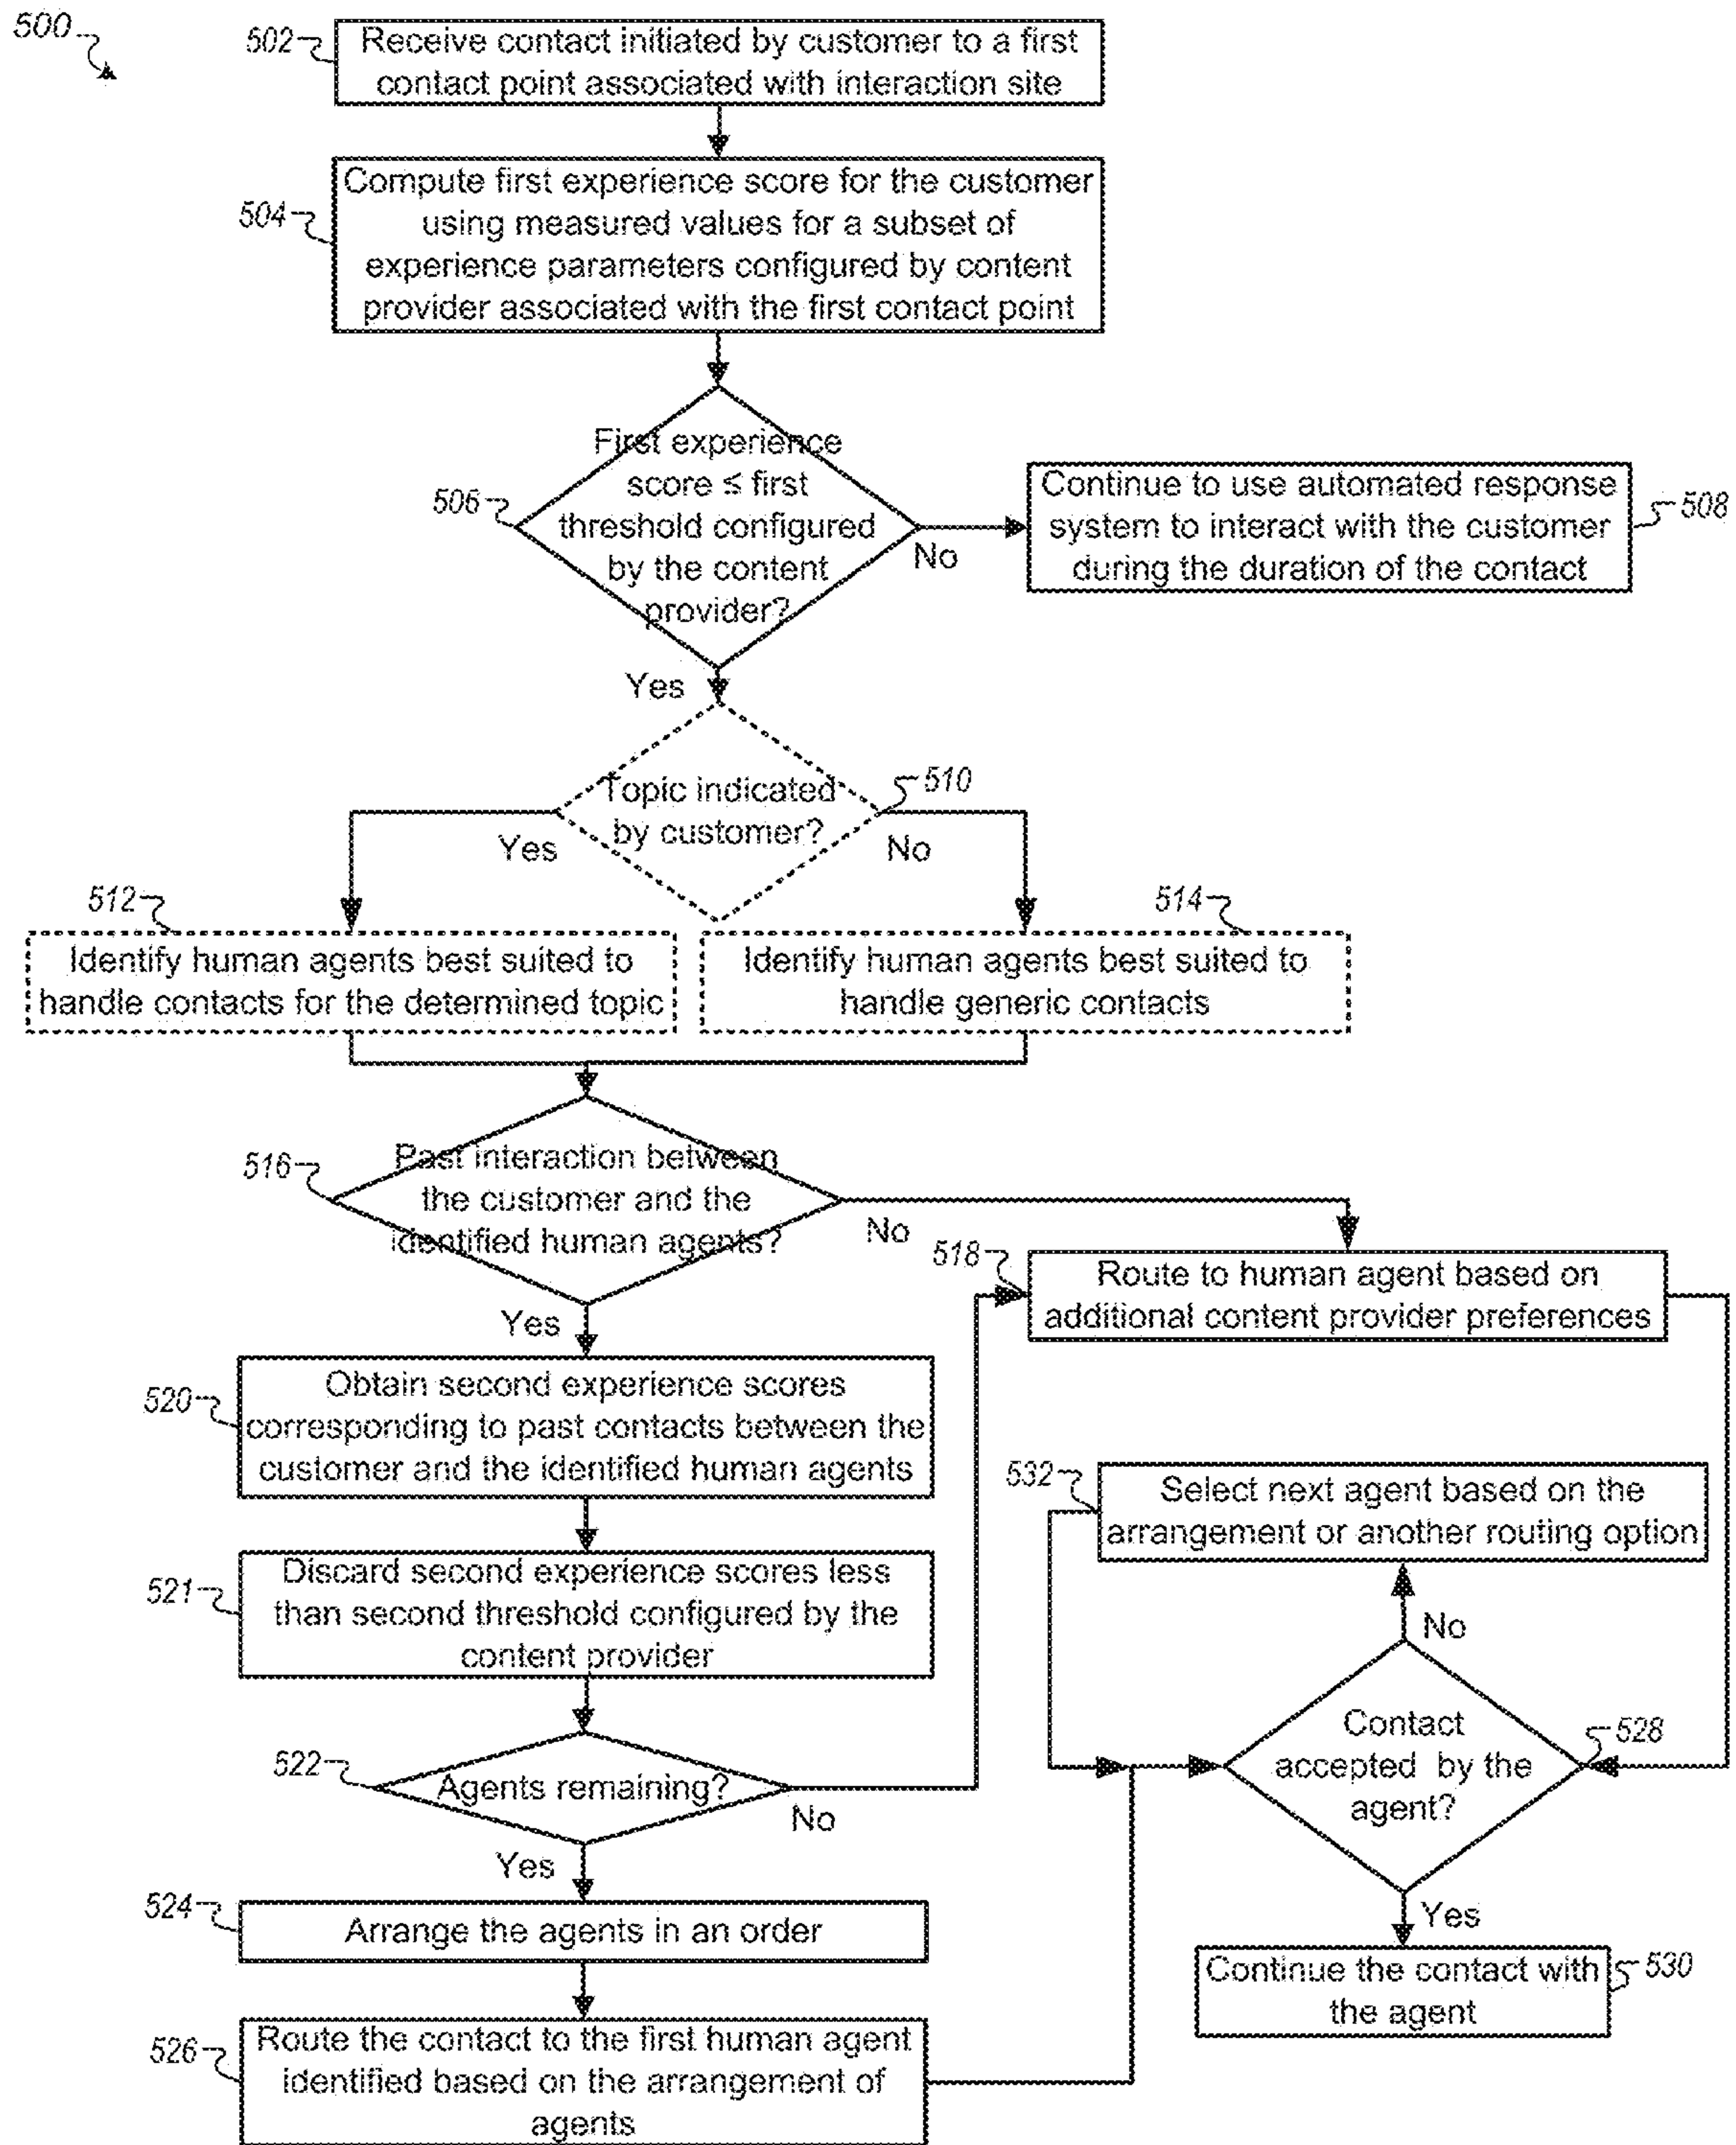 500
502
Receive contact initiated by customer to a first
contact point associated with interaction site
504
Compute first experience score for the customer
using measured values for a subset of
experience parameters configured by content
provider associated with the first contact point
506
First experience
score ≤ first
threshold configured
by the content
provider?
No
Continue to use automated response
system to interact with the customer
during the duration of the contact
508
Yes
Topic indicated
by customer?
510
Yes
No
512
Identify human agents best suited to
handle contacts for the determined topic
514
Identify human agents best suited to
handle generic contacts
516
Past interaction between
the customer and the
identified human agents?
No
518
Route to human agent based on
additional content provider preferences
Yes
520
Obtain second experience scores
corresponding to past contacts between the
customer and the identified human agents
532
Select next agent based on the
arrangement or another routing option
521
Discard second experience scores less
than second threshold configured by the
content provider
No
522
Agents remaining?
No
Contact
accepted by the
agent?
528
Yes
524
Arrange the agents in an order
Yes
Continue the contact with
the agent
530
526
Route the contact to the first human agent
identified based on the arrangement of
agents